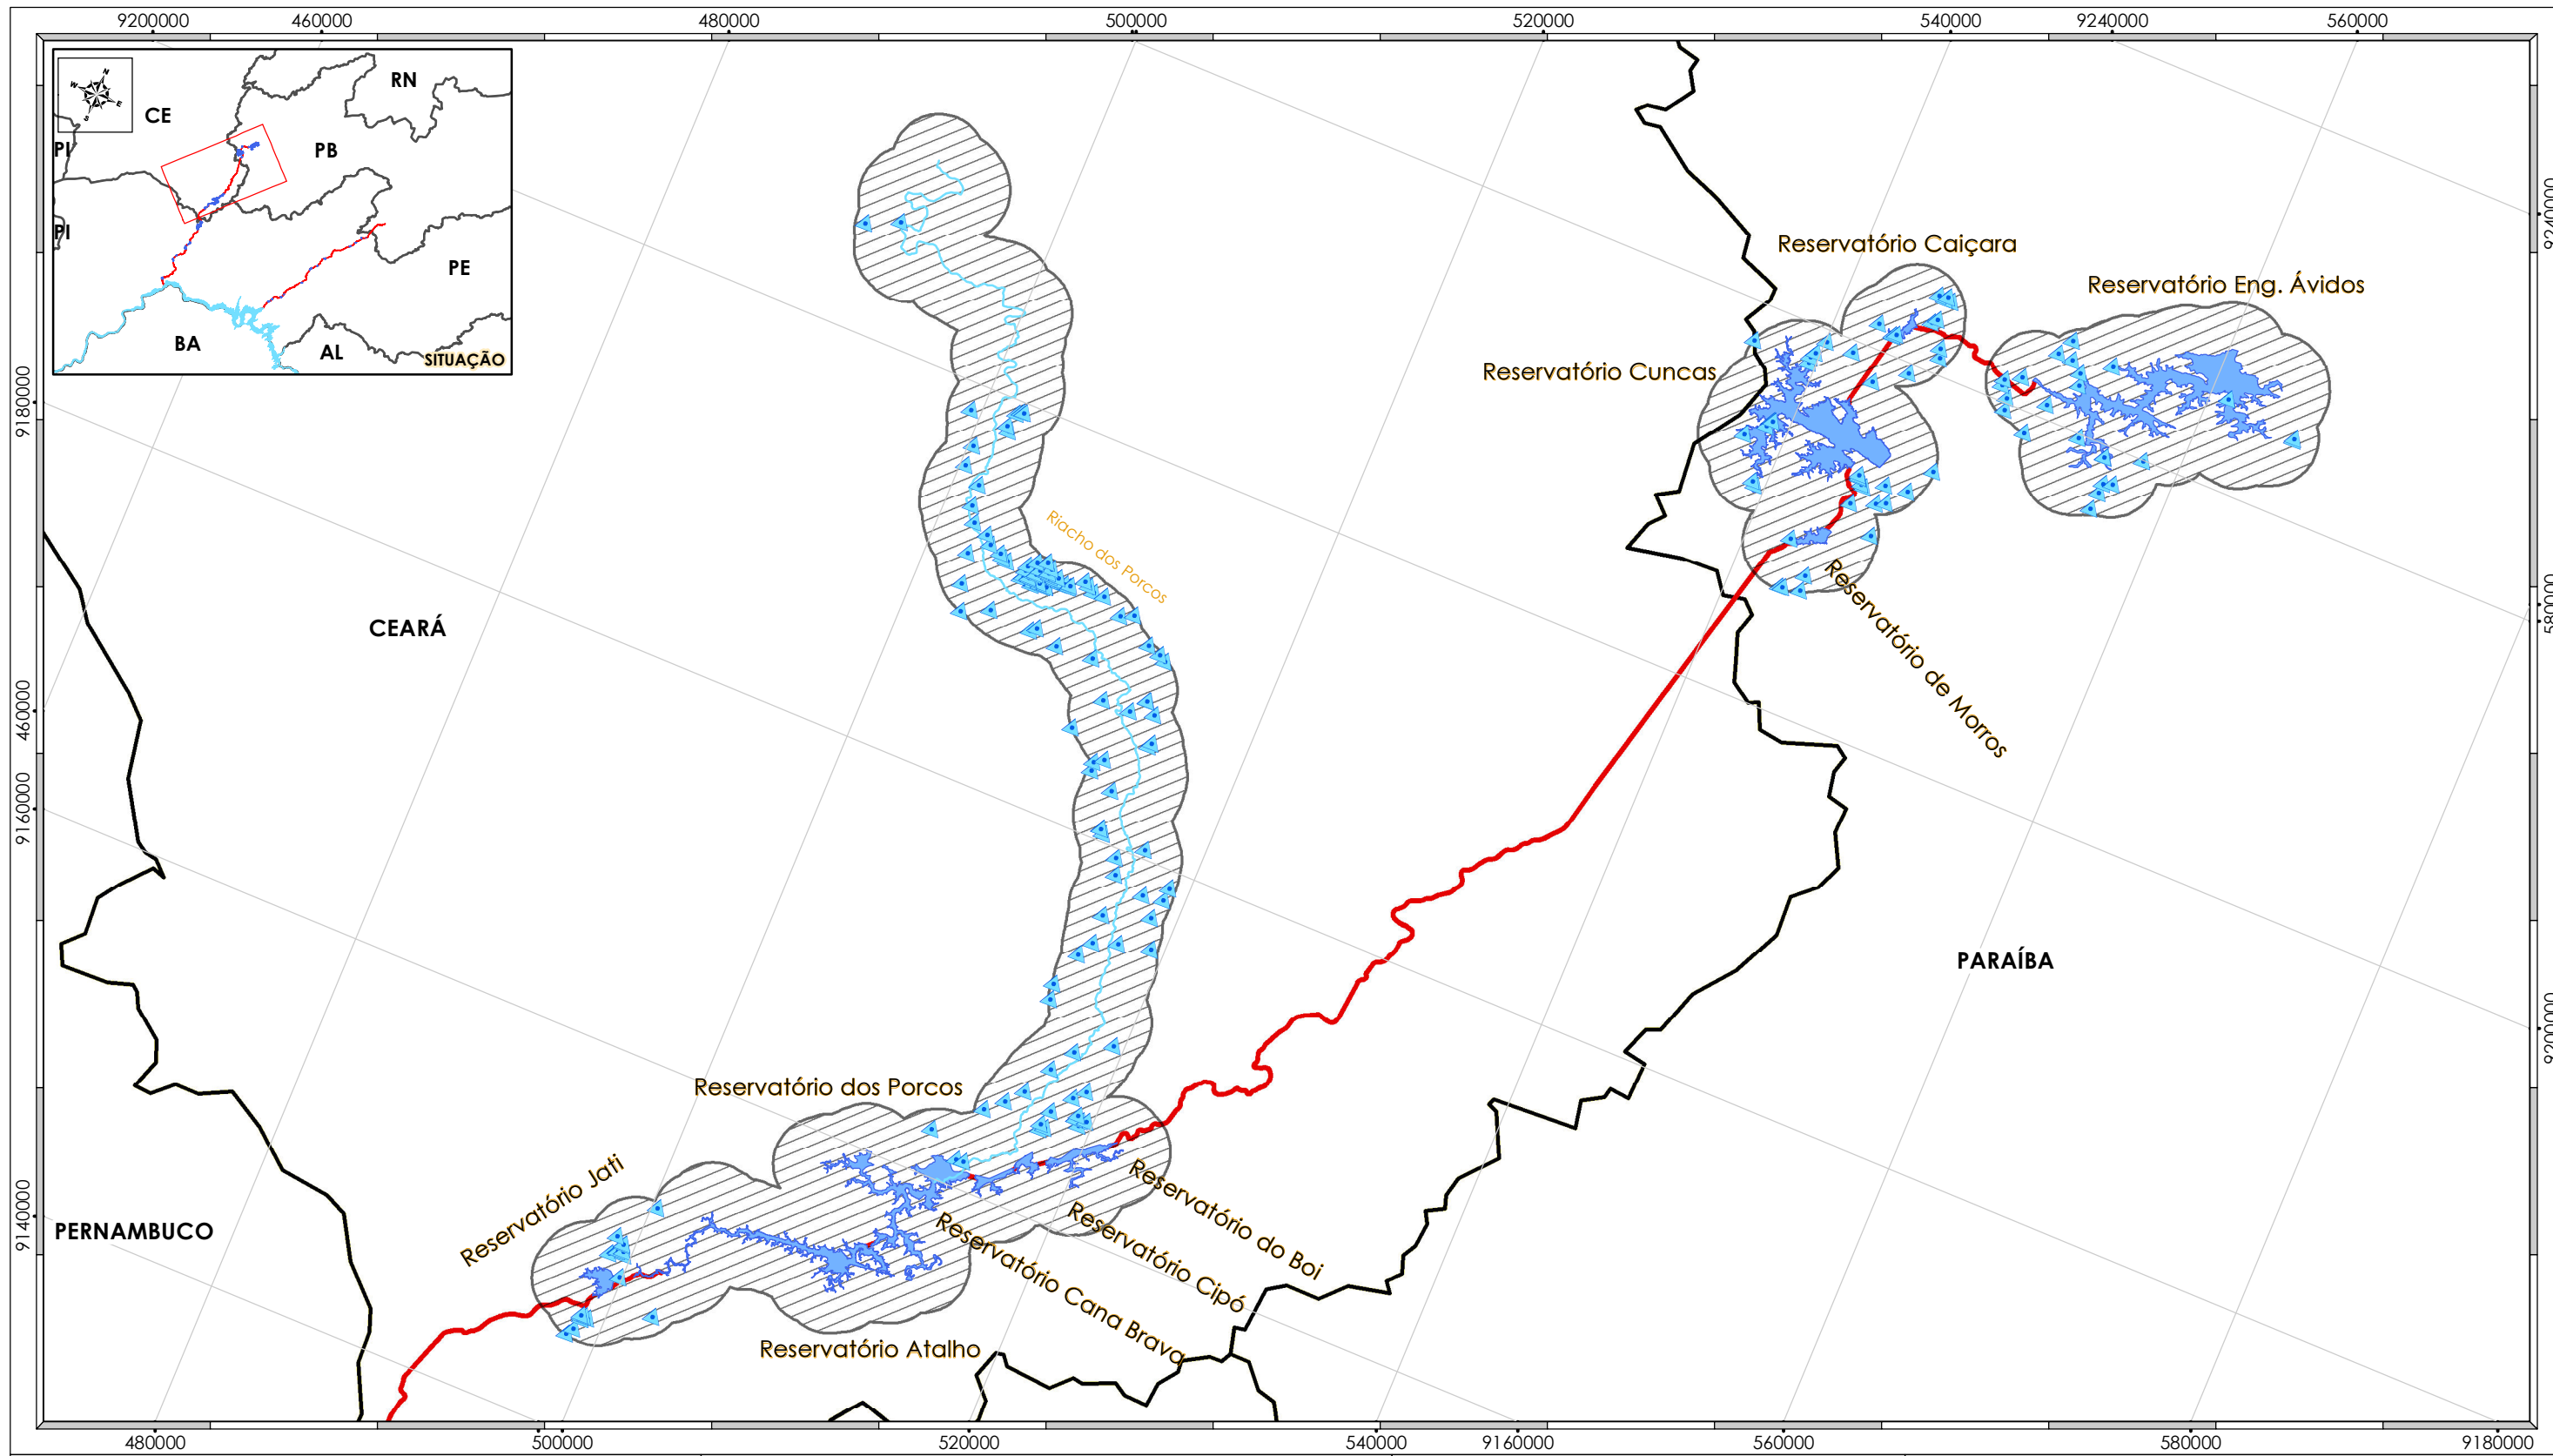 9200000 460000 480000 500000 520000 540000 9240000 560000
N
W
E
S
CE
RN
PI
PB
PI
PE
BA
AL
SITUAÇÃO
9240000
Reservatório Caiçara
Reservatório Eng. Ávidos
Reservatório Cuncas
9180000
Riacho dos Porcos
580000
CEARÁ
Reservatório de Morros
460000
9160000
PARAÍBA
9200000
Reservatório dos Porcos
Reservatório Jati
Reservatório do Boi
Reservatório Cipó
Reservatório Cana Brava
9140000
PERNAMBUCO
Reservatório Atalho
480000 500000 520000 540000 9160000 560000 580000 9180000